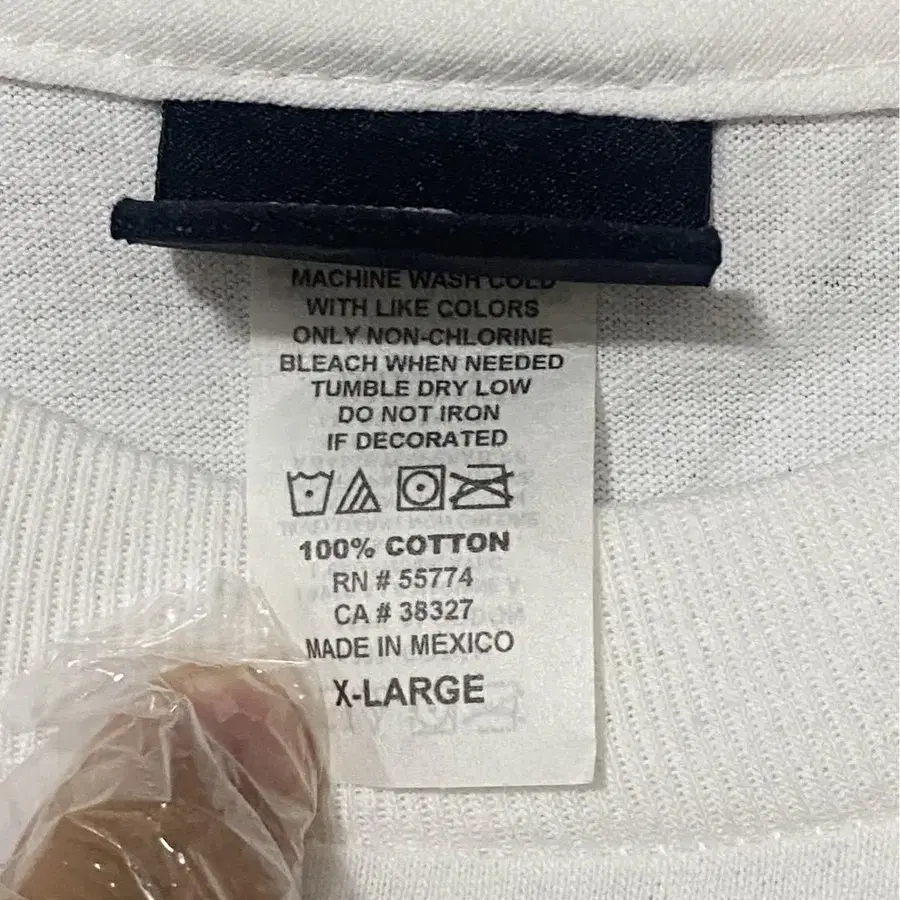 MACHINE WASH COLD
WITH LIKE COLORS
ONLY NON-CHLORINE
BLEACH WHEN NEEDED
TUMBLE DRY LOW
DO NOT IRON
IF DECORATED
100% COTTON
RN # 55774
CA # 38327
MADE IN MEXICO
X-LARGE